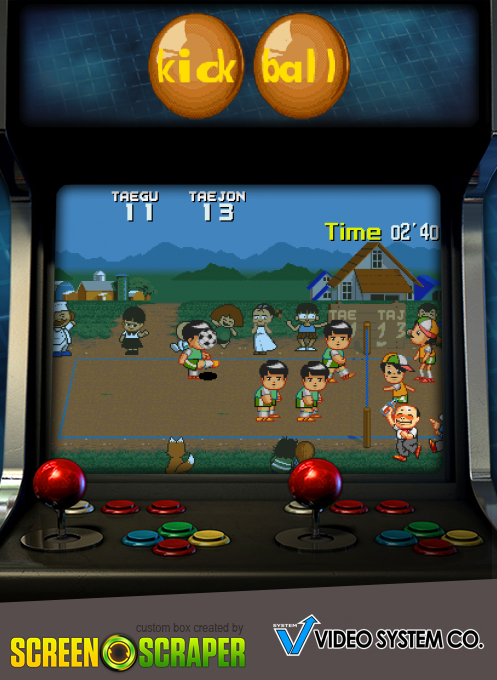 kick ball
TAEGU TAEJON
11 13
Time 02'40
TAE TAJ
13
custom box created by
SCREEN SCRAPER
SYSTEM
VIDEO SYSTEM CO.